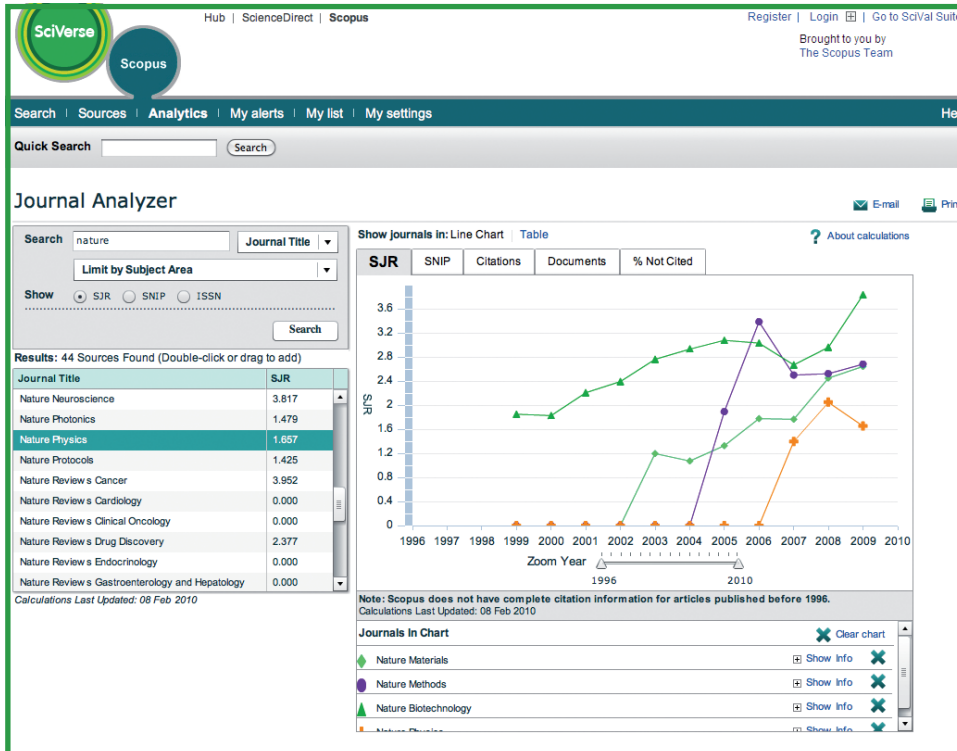 SciVerse
Scopus
Hub | ScienceDirect | Scopus
Register | Login | Go to SciVal Suite
Brought to you by
The Scopus Team
Search | Sources | Analytics | My alerts | My list | My settings
He
Quick Search Search
Journal Analyzer
E-mail Prin
Search nature Journal Title
Limit by Subject Area
Show SJR SNIP ISSN
Search
Results: 44 Sources Found (Double-click or drag to add)
Journal Title SJR
Nature Neuroscience 3.817
Nature Photonics 1.479
Nature Physics 1.657
Nature Protocols 1.425
Nature Reviews Cancer 3.952
Nature Reviews Cardiology 0.000
Nature Reviews Clinical Oncology 0.000
Nature Reviews Drug Discovery 2.377
Nature Reviews Endocrinology 0.000
Nature Reviews Gastroenterology and Hepatology 0.000
Calculations Last Updated: 08 Feb 2010
Show journals in: Line Chart | Table
? About calculations
SJR SNIP Citations Documents % Not Cited
3.6
3.2
2.8
2.4
2
1.6
1.2
0.8
0.4
0
SJR
1996 1997 1998 1999 2000 2001 2002 2003 2004 2005 2006 2007 2008 2009 2010
Zoom Year
1996 2010
Note: Scopus does not have complete citation information for articles published before 1996.
Calculations Last Updated: 08 Feb 2010
Journals In Chart Clear chart
Nature Materials Show Info
Nature Methods Show Info
Nature Biotechnology Show Info
Nature Physics Show Info